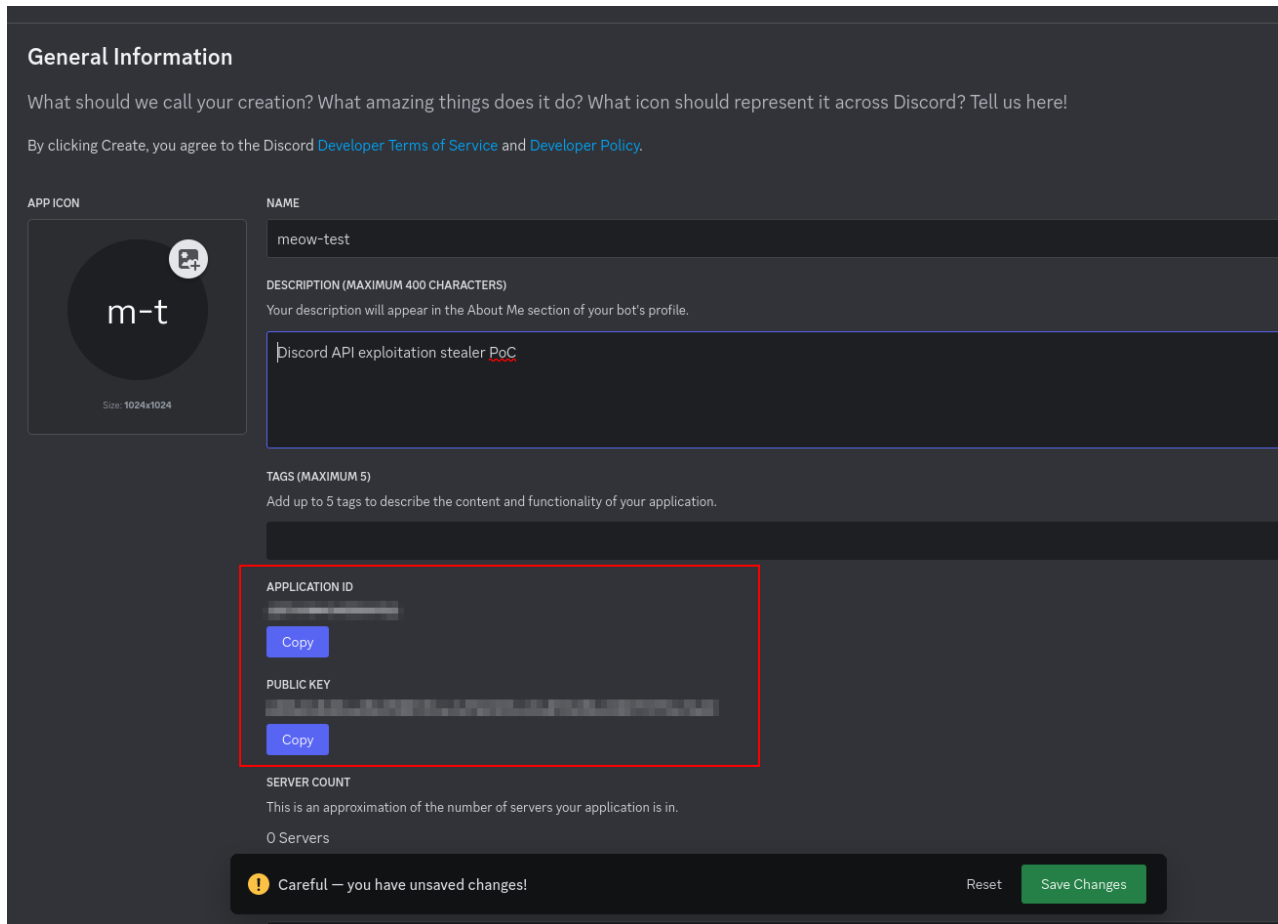 General Information
What should we call your creation? What amazing things does it do? What icon should represent it across Discord? Tell us here!
By clicking Create, you agree to the Discord Developer Terms of Service and Developer Policy.
APP ICON
m-t
Size: 1024x1024
NAME
meow-test
DESCRIPTION (MAXIMUM 400 CHARACTERS)
Your description will appear in the About Me section of your bot's profile.
Discord API exploitation stealer PoC
TAGS (MAXIMUM 5)
Add up to 5 tags to describe the content and functionality of your application.
APPLICATION ID
Copy
PUBLIC KEY
Copy
SERVER COUNT
This is an approximation of the number of servers your application is in.
0 Servers
Careful — you have unsaved changes!
Reset
Save Changes